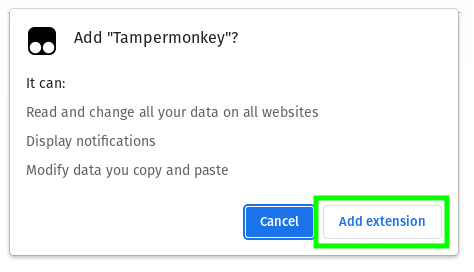 Add "Tampermonkey"?
It can:
Read and change all your data on all websites
Display notifications
Modify data you copy and paste
Cancel
Add extension